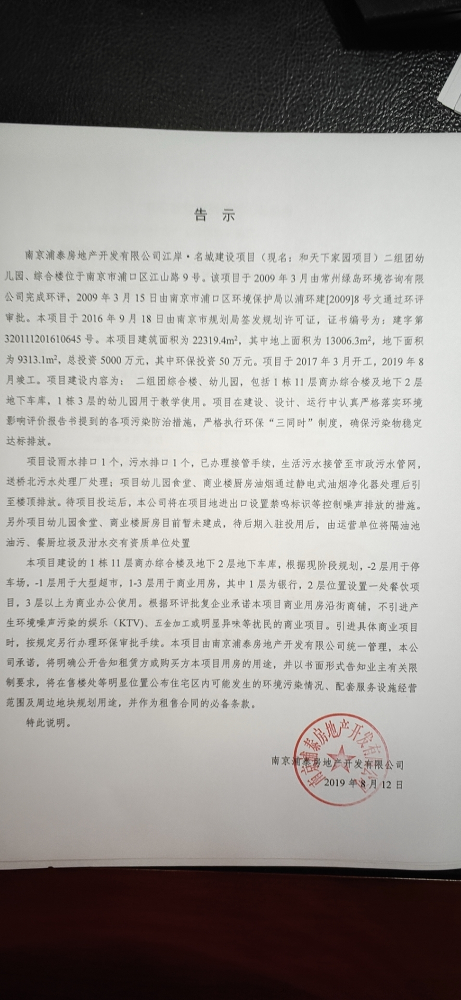 告 示
南京浦泰房地产开发有限公司江岸·名城建设项目（现名：和天下家园项目）二组团幼
儿园、综合楼位于南京市浦口区江山路9号。该项目于2009年3月由常州绿岛环境咨询有限
公司完成环评，2009年3月15日由南京市浦口区环境保护局以浦环建[2009]8号文通过环评
审批。本项目于2016年9月18日由南京市规划局签发规划许可证，证书编号为：建字第
320111201610645号。本项目建筑面积为22319.4m²，其中地上面积为13006.3m²，地下面积
为9313.1m²，总投资5000万元，其中环保投资50万元。项目于2017年3月开工，2019年8
月竣工。项目建设内容为： 二组团综合楼、幼儿园，包括1栋11层商办综合楼及地下2层
地下车库，1栋3层的幼儿园用于教学使用。项目在建设、设计、运行中认真严格落实环境
影响评价报告书提到的各项污染防治措施，严格执行环保“三同时”制度，确保污染物稳定
达标排放。
项目设雨水排口1个，污水排口1个，已办理接管手续，生活污水接管至市政污水管网，
送桥北污水处理厂处理；项目幼儿园食堂、商业楼厨房油烟通过静电式油烟净化器处理后引
至楼顶排放。待项目投运后，本公司将在项目地进出口设置禁鸣标识等控制噪声排放的措施。
另外项目幼儿园食堂、商业楼厨房目前暂未建成，待后期入驻投用后，由运营单位将隔油池
油污、餐厨垃圾及泔水交有资质单位处置
本项目建设的1栋11层商办综合楼及地下2层地下车库，根据现阶段规划，-2层用于停
车场，-1层用于大型超市，1-3层用于商业用房，其中1层为银行，2层位置设置一处餐饮项
目，3层以上为商业办公使用。根据环评批复企业承诺本项目商业用房沿街商铺，不引进产
生环境噪声污染的娱乐（KTV)、五金加工或明显异味等扰民的商业项目。引进具体商业项目
时，按规定另行办理环保审批手续。本项目由南京浦泰房地产开发有限公司统一管理，本公
司承诺，将明确公开告知租赁方或购买方本项目用房的用途，并以书面形式告知业主有关限
制要求，将在售楼处等明显位置公布住宅区内可能发生的环境污染情况、配套服务设施经营
范围及周边地块规划用途，并作为租售合同的必备条款。
特此说明。
南京浦泰房地产开发有限公司
南京浦泰房地产开发有限公司
2019年8月12日